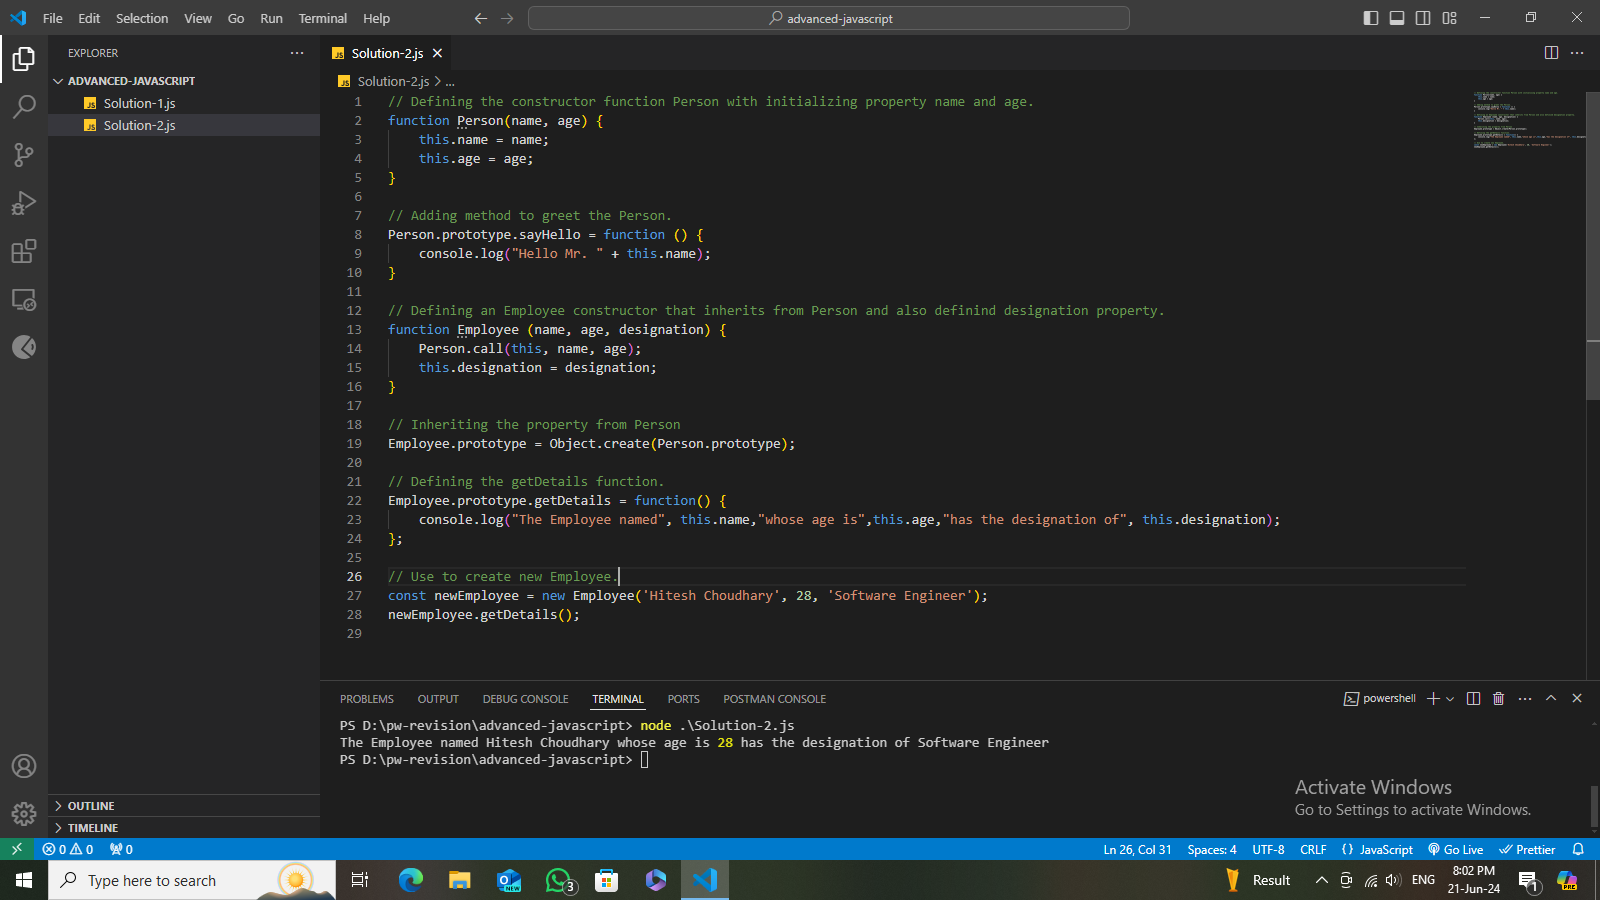 File Edit Selection View Go Run Terminal Help
advanced-javascript
EXPLORER
ADVANCED-JAVASCRIPT
Solution-1.js
Solution-2.js
OUTLINE
TIMELINE
Solution-2.js
Solution-2.js > ...
1 // Defining the constructor function Person with initializing property name and age.
2 function Person(name, age) {
3 this.name = name;
4 this.age = age;
5 }
6
7 // Adding method to greet the Person.
8 Person.prototype.sayHello = function () {
9 console.log("Hello Mr. " + this.name);
10 }
11
12 // Defining an Employee constructor that inherits from Person and also definind designation property.
13 function Employee (name, age, designation) {
14 Person.call(this, name, age);
15 this.designation = designation;
16 }
17
18 // Inheriting the property from Person
19 Employee.prototype = Object.create(Person.prototype);
20
21 // Defining the getDetails function.
22 Employee.prototype.getDetails = function() {
23 console.log("The Employee named", this.name,"whose age is",this.age,"has the designation of", this.designation);
24 };
25
26 // Use to create new Employee.
27 const newEmployee = new Employee('Hitesh Choudhary', 28, 'Software Engineer');
28 newEmployee.getDetails();
29
PROBLEMS OUTPUT DEBUG CONSOLE TERMINAL PORTS POSTMAN CONSOLE
powershell
PS D:\pw-revision\advanced-javascript> node .\Solution-2.js
The Employee named Hitesh Choudhary whose age is 28 has the designation of Software Engineer
PS D:\pw-revision\advanced-javascript>
Activate Windows
Go to Settings to activate Windows.
0 0 0
Ln 26, Col 31 Spaces: 4 UTF-8 CRLF {} JavaScript Go Live Prettier
Type here to search
NEW
3
Result
ENG
8:02 PM
21-Jun-24
1
PRE